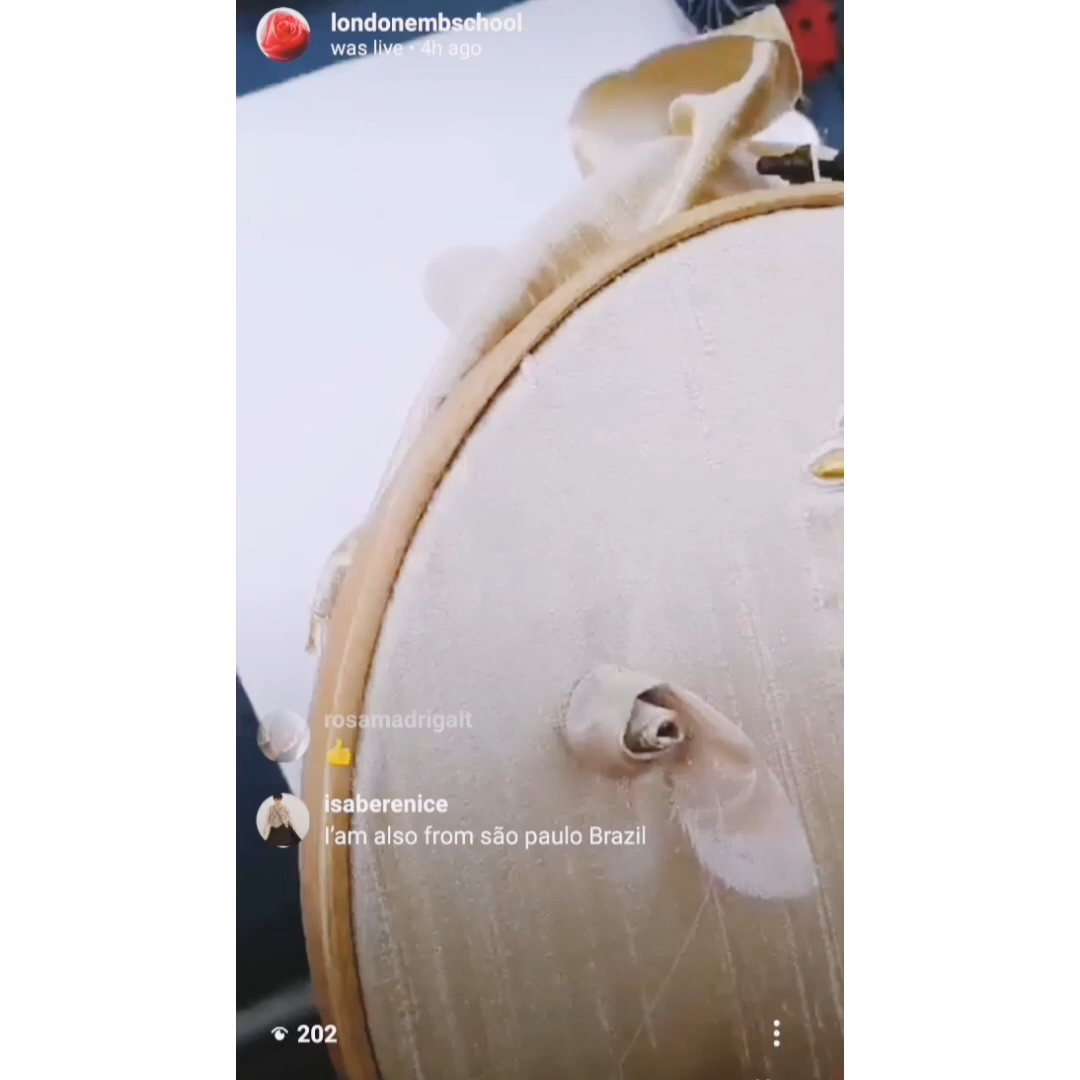 londonembschool
was live • 4h ago
rosamadrigalt
👍
isaberenice
I'am also from são paulo Brazil
202